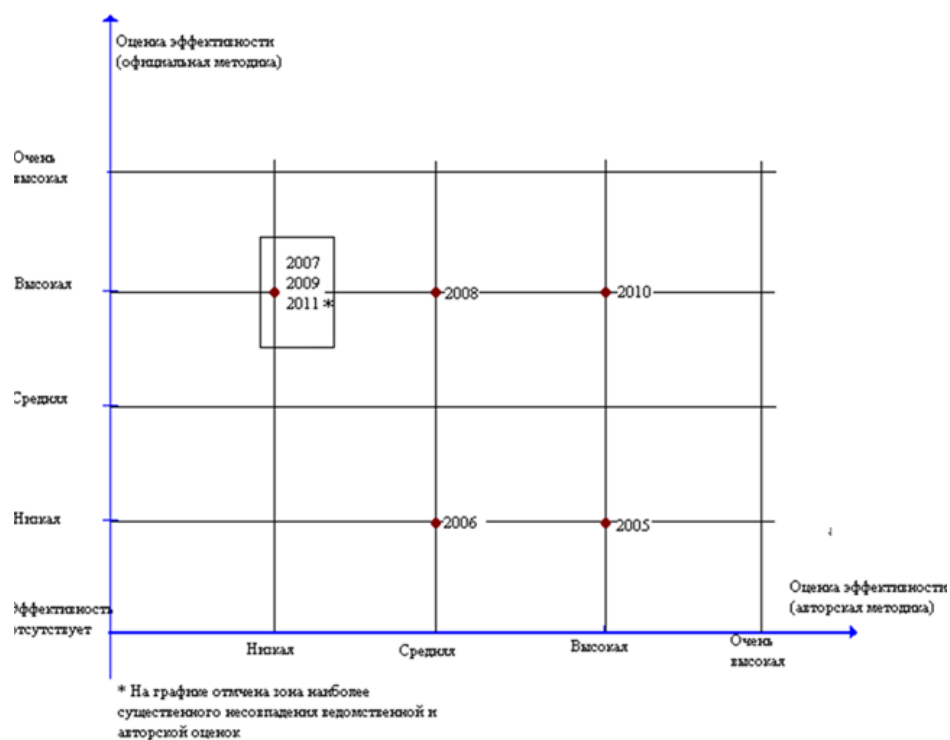 Оценка эффективности
(официальная методика)
Очень
высокая
2007
2009
2011 *
Высокая
2008
2010
Средняя
Низкая
2006
2005
Оценка эффективности
(авторская методика)
Эффективность
отсутствует
Низкая
Средняя
Высокая
Очень
высокая
* На графике отмчена зона наиболее
существенного несовпадения ведомственной и
авторской оценок